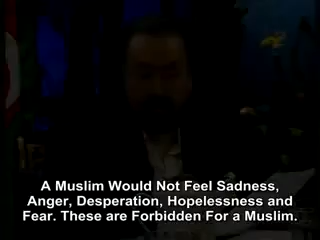 A Muslim Would Not Feel Sadness,
Anger, Desperation, Hopelessness and
Fear. These are Forbidden For a Muslim.